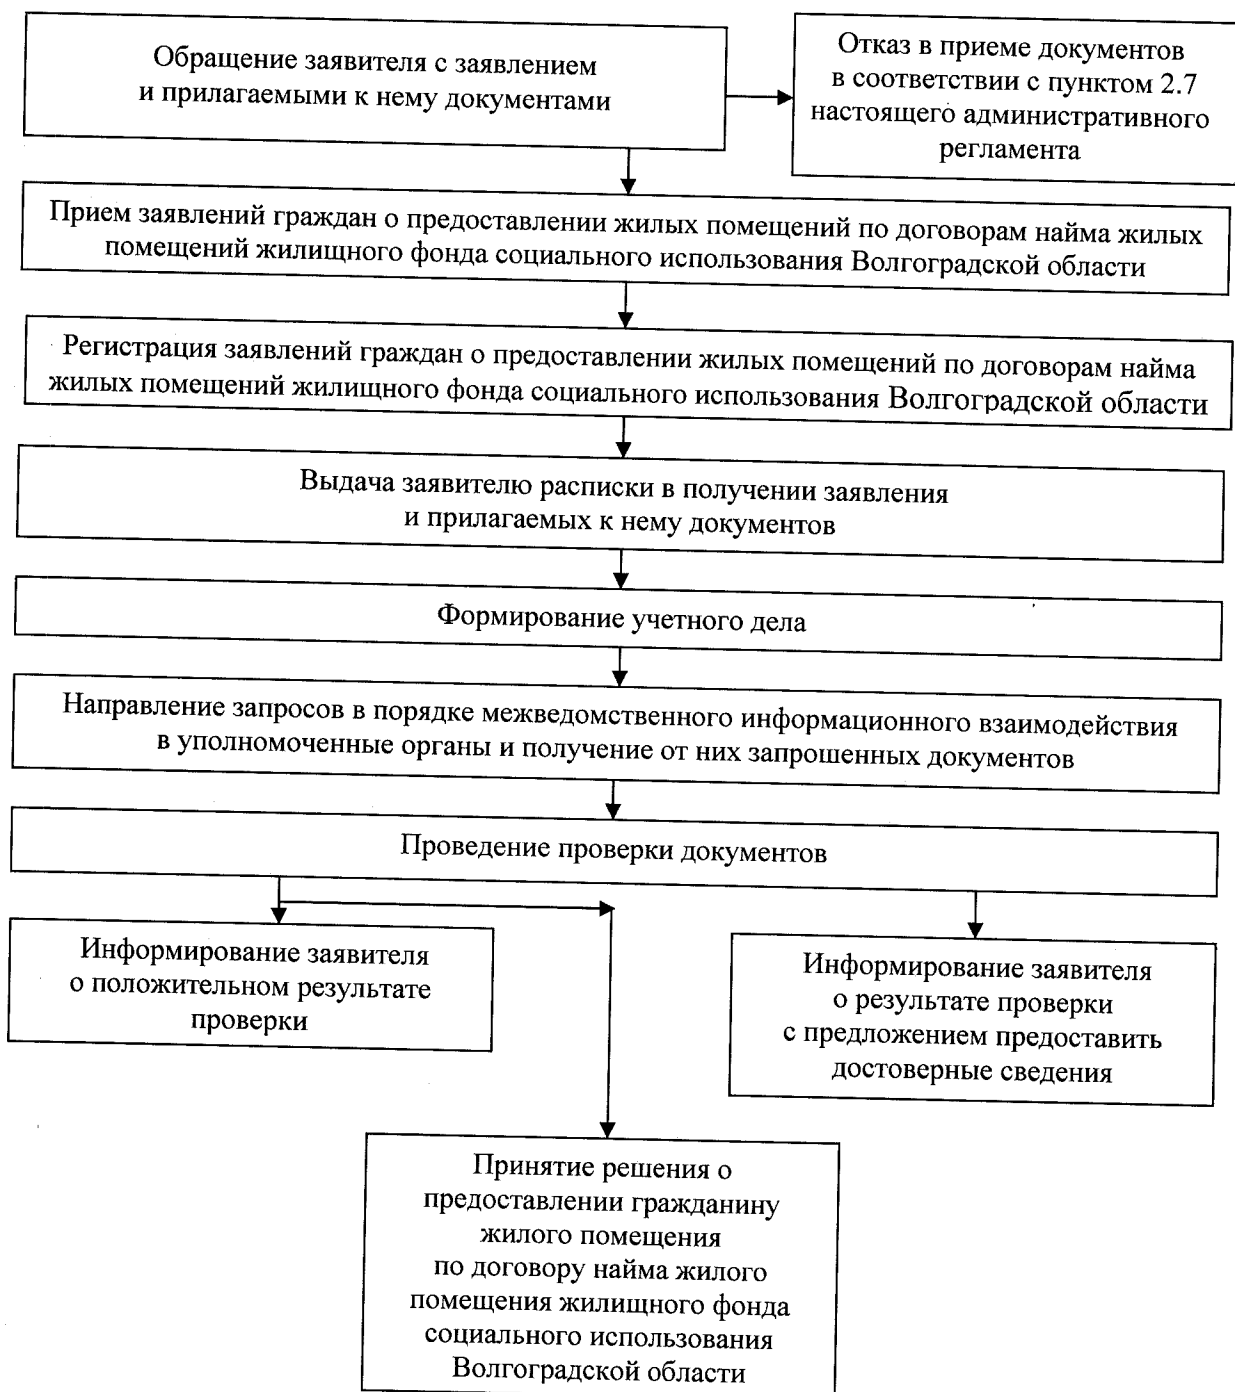 Обращение заявителя с заявлением
и прилагаемыми к нему документами
Отказ в приеме документов
в соответствии с пунктом 2.7
настоящего административного
регламента
Прием заявлений граждан о предоставлении жилых помещений по договорам найма жилых
помещений жилищного фонда социального использования Волгоградской области
Регистрация заявлений граждан о предоставлении жилых помещений по договорам найма
жилых помещений жилищного фонда социального использования Волгоградской области
Выдача заявителю расписки в получении заявления
и прилагаемых к нему документов
Формирование учетного дела
Направление запросов в порядке межведомственного информационного взаимодействия
в уполномоченные органы и получение от них запрошенных документов
Проведение проверки документов
Информирование заявителя
о положительном результате
проверки
Информирование заявителя
о результате проверки
с предложением предоставить
достоверные сведения
Принятие решения о
предоставлении гражданину
жилого помещения
по договору найма жилого
помещения жилищного фонда
социального использования
Волгоградской области